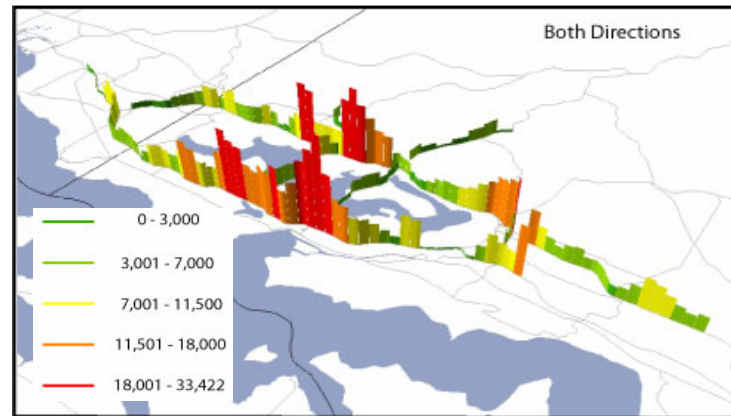 Both Directions
0 - 3,000
3,001 - 7,000
7,001 - 11,500
11,501 - 18,000
18,001 - 33,422